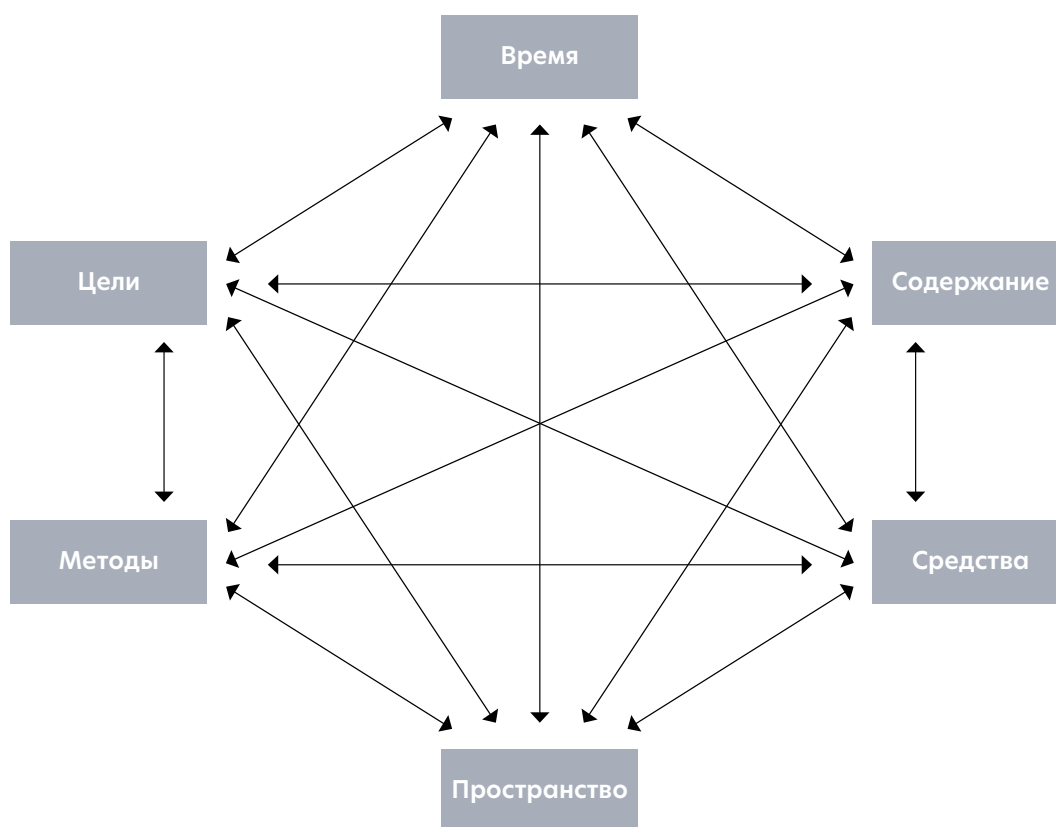 Время
Цели
Содержание
Методы
Средства
Пространство